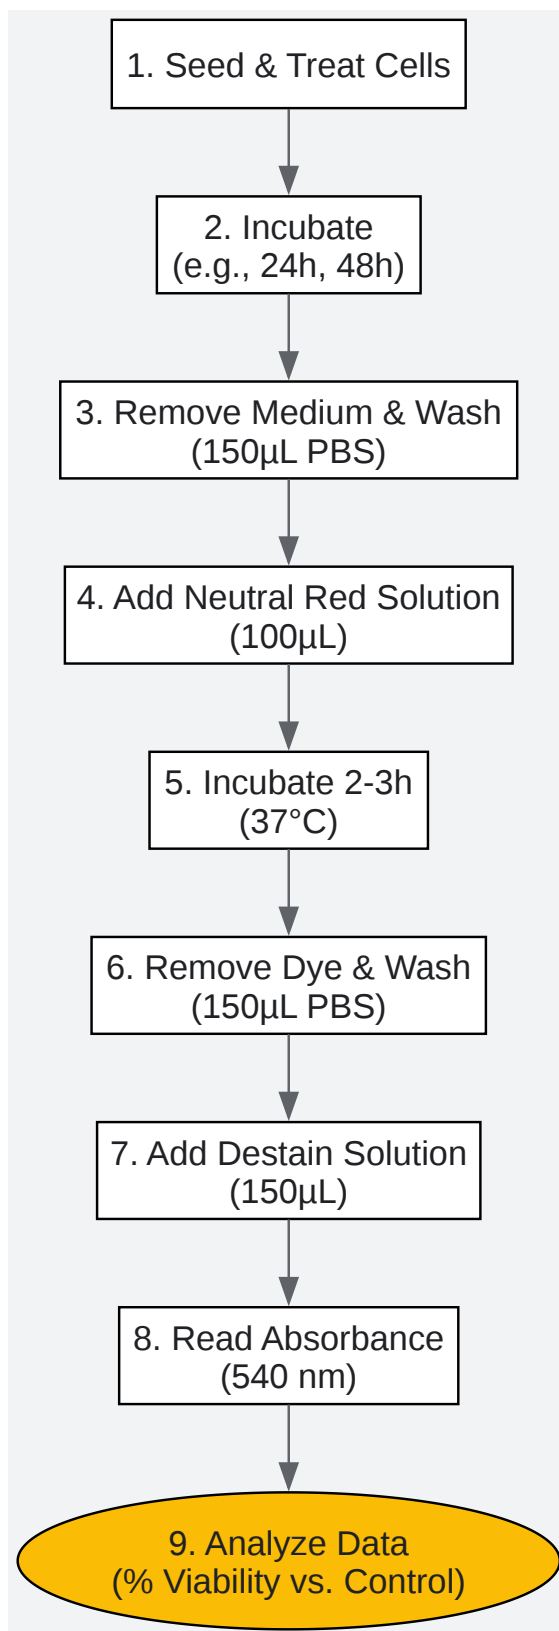 1. Seed & Treat Cells
2. Incubate
(e.g., 24h, 48h)
3. Remove Medium & Wash
(150µL PBS)
4. Add Neutral Red Solution
(100µL)
5. Incubate 2-3h
(37°C)
6. Remove Dye & Wash
(150µL PBS)
7. Add Destain Solution
(150µL)
8. Read Absorbance
(540 nm)
9. Analyze Data
(% Viability vs. Control)